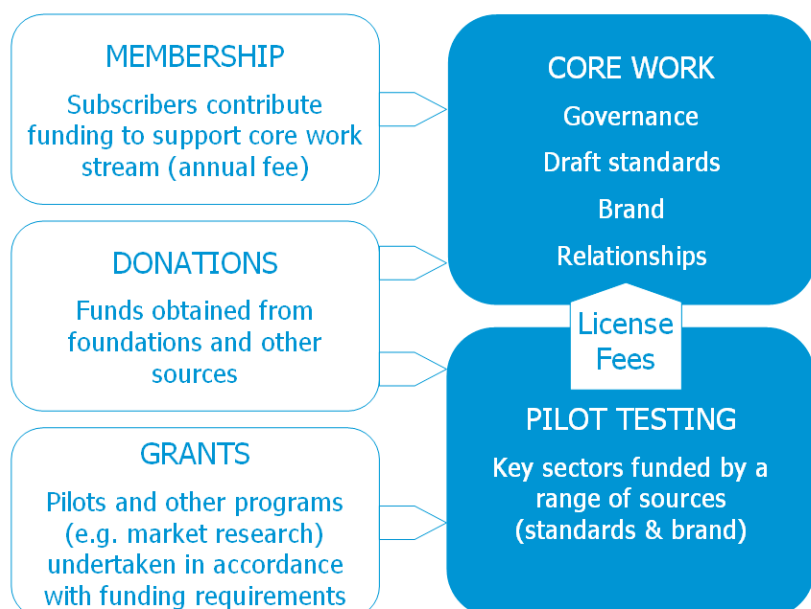 MEMBERSHIP
Subscribers contribute
funding to support core work
stream (annual fee)
DONATIONS
Funds obtained from
foundations and other
sources
GRANTS
Pilots and other programs
(e.g. market research)
undertaken in accordance
with funding requirements
CORE WORK
Governance
Draft standards
Brand
Relationships
License
Fees
PILOT TESTING
Key sectors funded by a
range of sources
(standards & brand)